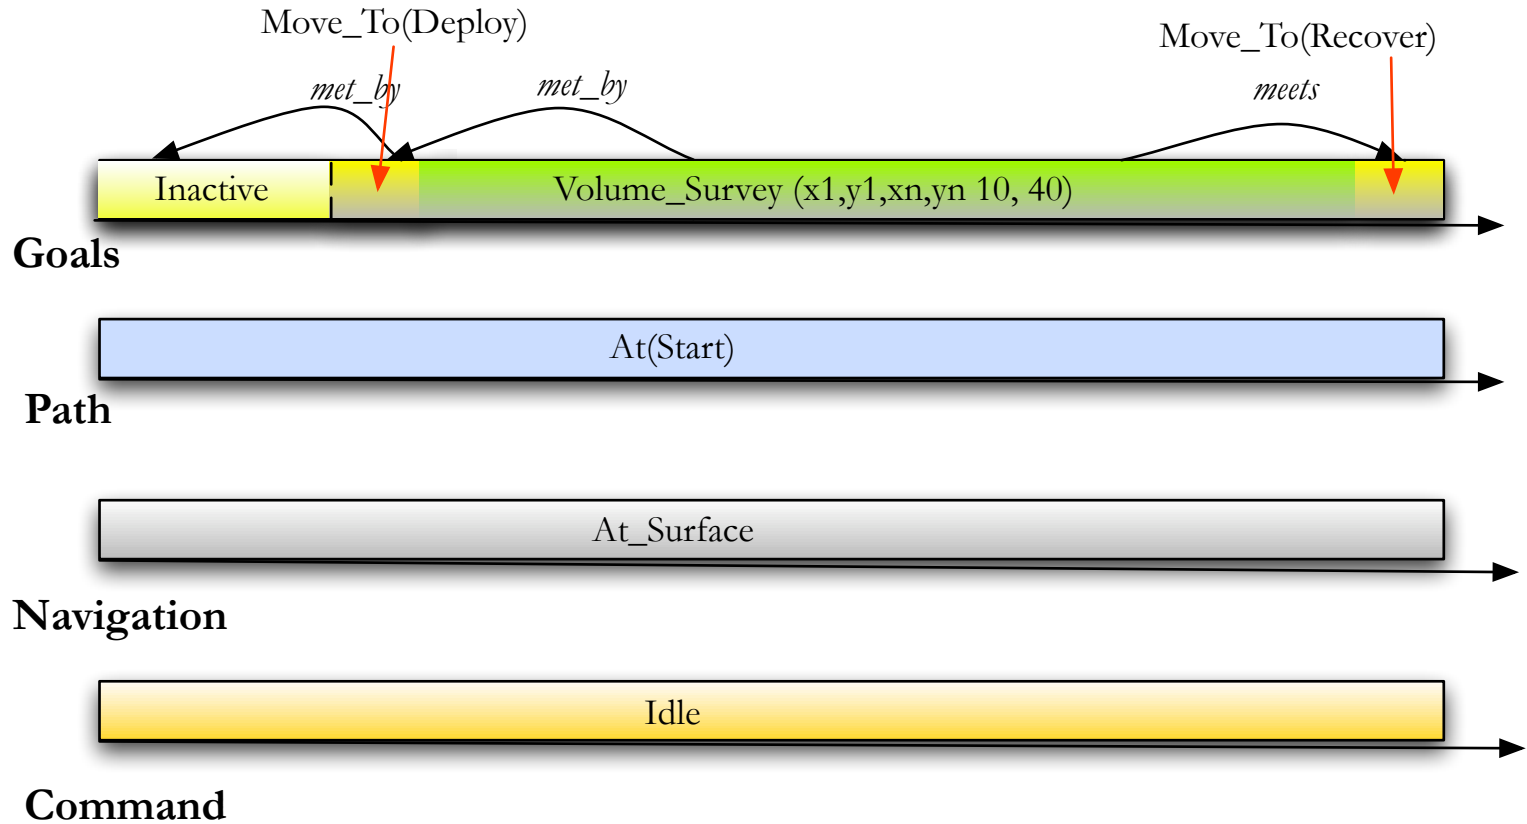 Move_To(Deploy)
Move_To(Recover)
met_by
met_by
meets
Inactive
Volume_Survey (x1,y1,xn,yn 10, 40)
Goals
At(Start)
Path
At_Surface
Navigation
Idle
Command